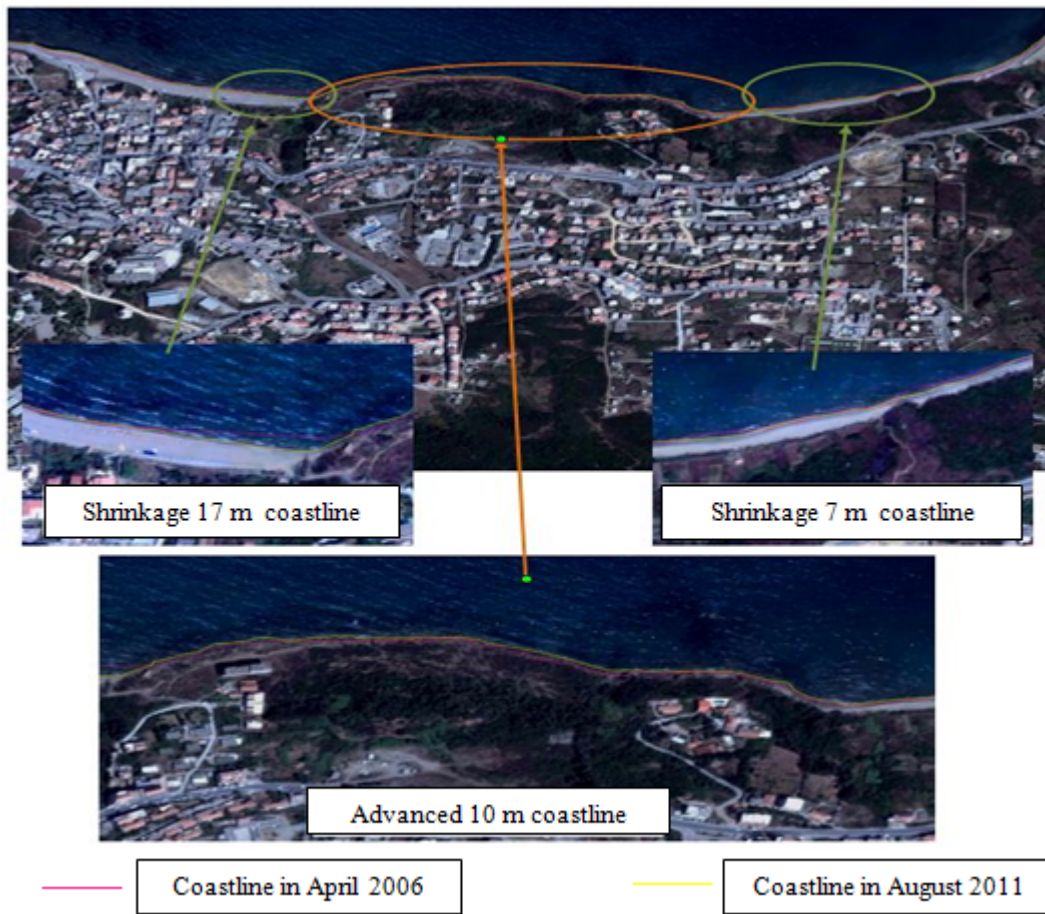 Shrinkage 17 m coastline
Shrinkage 7 m coastline
Advanced 10 m coastline
Coastline in April 2006
Coastline in August 2011